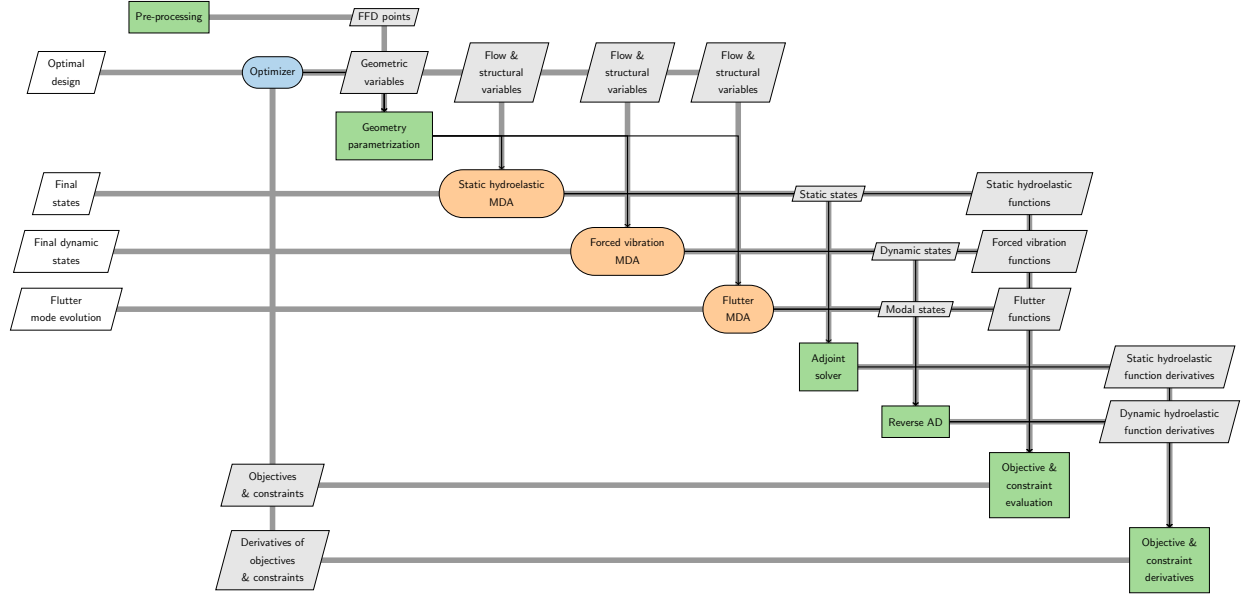 Pre-processing
FFD points
Optimal
design
Optimizer
Geometric
variables
Flow &
structural
variables
Flow &
structural
variables
Flow &
structural
variables
Geometry
parametrization
Final
states
Static hydroelastic
MDA
Static states
Static hydroelastic
functions
Final dynamic
states
Forced vibration
MDA
Dynamic states
Forced vibration
functions
Flutter
mode evolution
Flutter
MDA
Modal states
Flutter
functions
Adjoint
solver
Static hydroelastic
function derivatives
Reverse AD
Dynamic hydroelastic
function derivatives
Objectives
& constraints
Objective &
constraint
evaluation
Derivatives of
objectives
& constraints
Objective &
constraint
derivatives